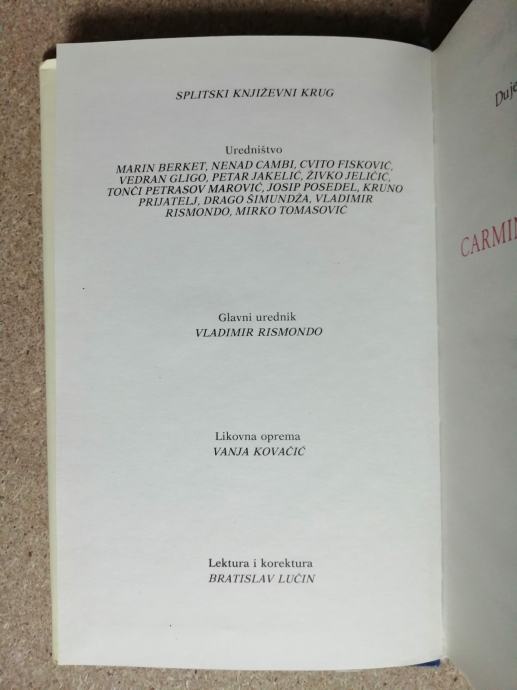 SPLITSKI KNJIŽEVNI KRUG
Uredništvo
MARIN BERKET, NENAD CAMBI, CVITO FISKOVIĆ,
VEDRAN GLIGO, PETAR JAKELIĆ, ŽIVKO JELIČIĆ,
TONČI PETRASOV MAROVIĆ, JOSIP POSEDEL, KRUNO
PRIJATELJ, DRAGO ŠIMUNDŽA, VLADIMIR
RISMONDO, MIRKO TOMASOVIĆ
Glavni urednik
VLADIMIR RISMONDO
Likovna oprema
VANJA KOVAČIĆ
Lektura i korektura
BRATISLAV LUČIN
Duje
CARMIN